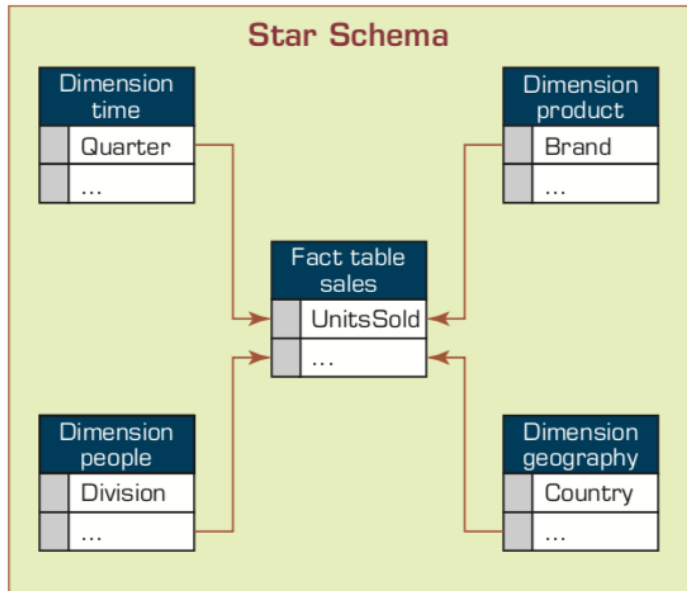 Star Schema
Dimension
time
Quarter
...
Dimension
product
Brand
...
Fact table
sales
UnitsSold
...
Dimension
people
Division
...
Dimension
geography
Country
...